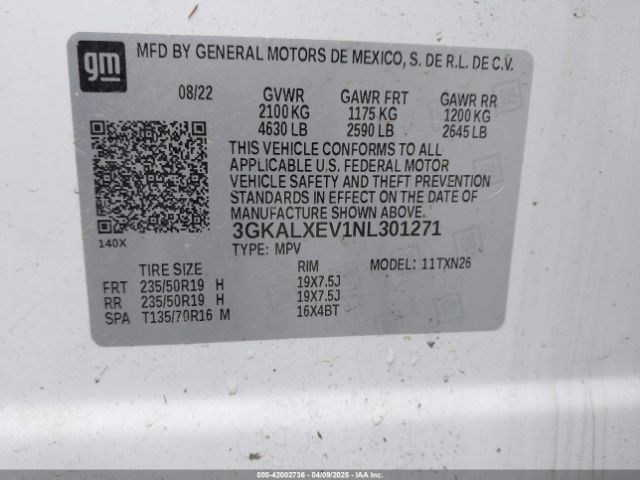 gm
MFD BY GENERAL MOTORS DE MEXICO, S. DE R.L. DE C.V.
08/22 GVWR GAWR FRT GAWR RR
2100 KG 1175 KG 1200 KG
4630 LB 2590 LB 2645 LB
THIS VEHICLE CONFORMS TO ALL
APPLICABLE U.S. FEDERAL MOTOR
VEHICLE SAFETY AND THEFT PREVENTION
STANDARDS IN EFFECT ON THE DATE OF
MANUFACTURE SHOWN ABOVE.
3GKALXEV1NL301271
140X
TYPE: MPV
TIRE SIZE RIM MODEL: 11TXN26
FRT 235/50R19 H 19X7.5J
RR 235/50R19 H 19X7.5J
SPA T135/70R16 M 16X4BT
000-42002736 - 04/09/2025 - IAAI.COM